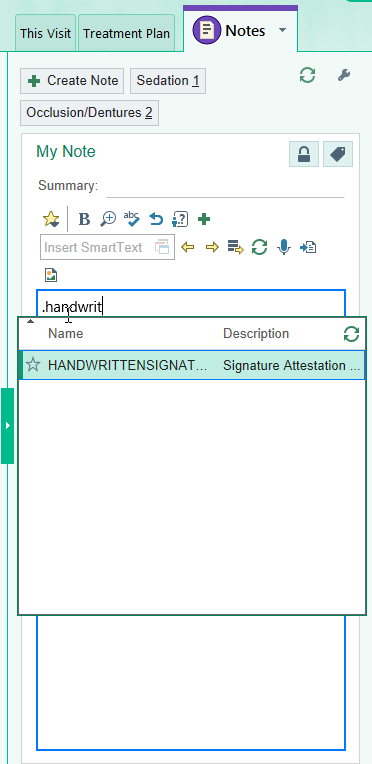 This Visit
Treatment Plan
Notes
Create Note
Sedation 1
Occlusion/Dentures 2
My Note
Summary:
B
abc
Insert SmartText
.handwrit
Name Description
HANDWRITTENSIGNAT... Signature Attestation ...